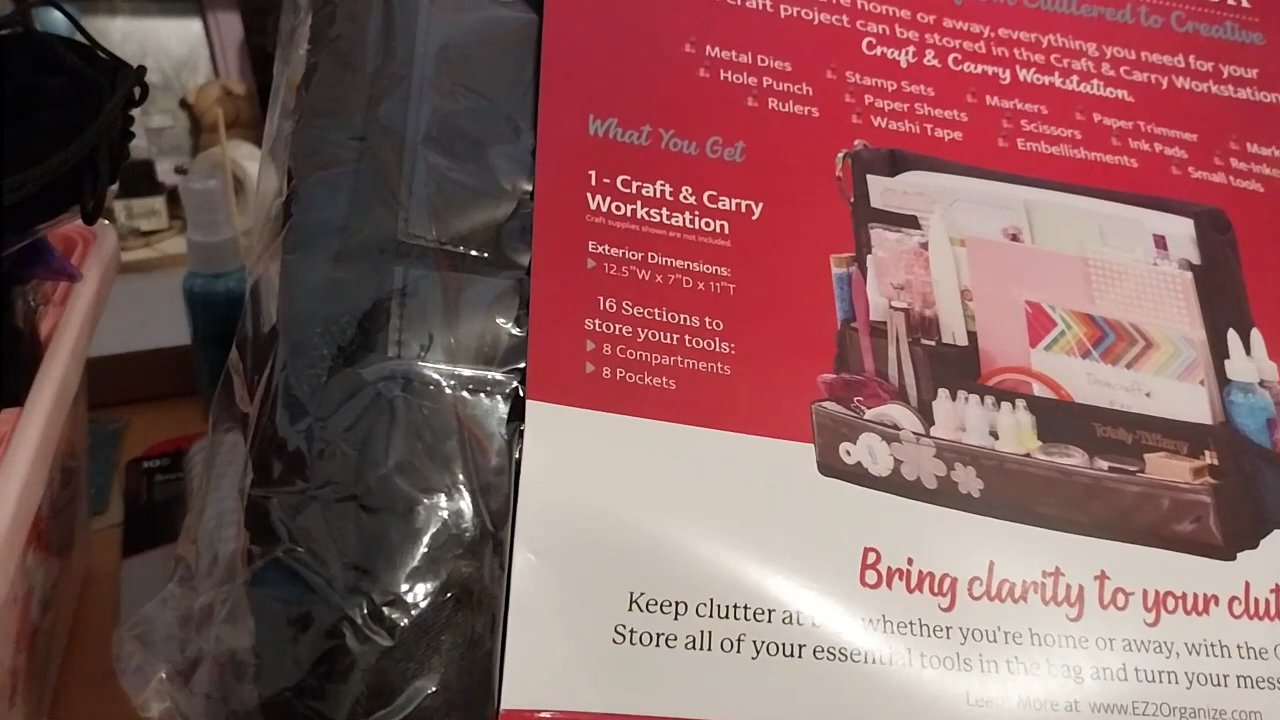 Cluttered to Creative
home or away, everything you need for your
craft project can be stored in the Craft & Carry Workstation
Craft & Carry Workstation.
Metal Dies
Hole Punch
Rulers
Stamp Sets
Paper Sheets
Washi Tape
Markers
Scissors
Embellishments
Paper Trimmer
Ink Pads
Small tools
What You Get
1 - Craft & Carry
Workstation
Craft supplies shown are not included.
Exterior Dimensions:
12.5"W x 7"D x 11"T
16 Sections to
store your tools:
8 Compartments
8 Pockets
Totally-Tiffany
Bring clarity to your
Keep clutter at whether you're home or away, with the
Store all of your essential tools in the bag and turn your
Learn More at www.EZ2Organize.com